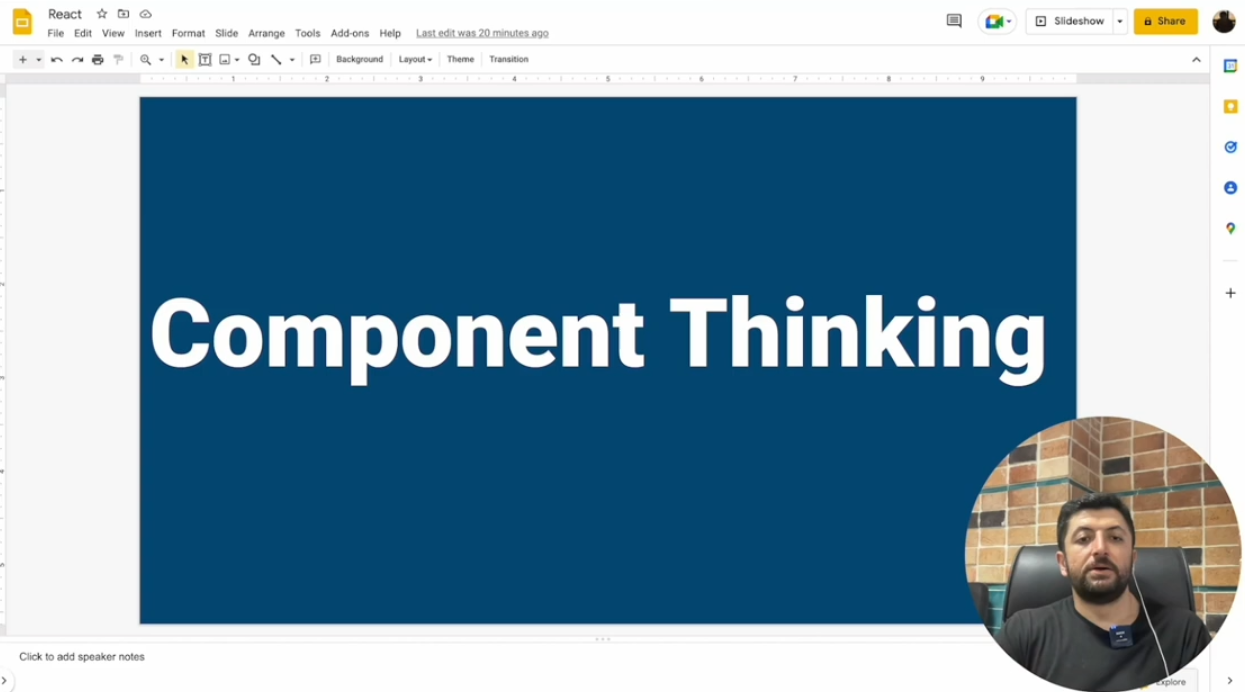 React
File Edit View Insert Format Slide Arrange Tools Add-ons Help Last edit was 20 minutes ago
Slideshow
Share
Background Layout Theme Transition
1 2 3 4 5 6 7 8 9
Component Thinking
Click to add speaker notes
Explore